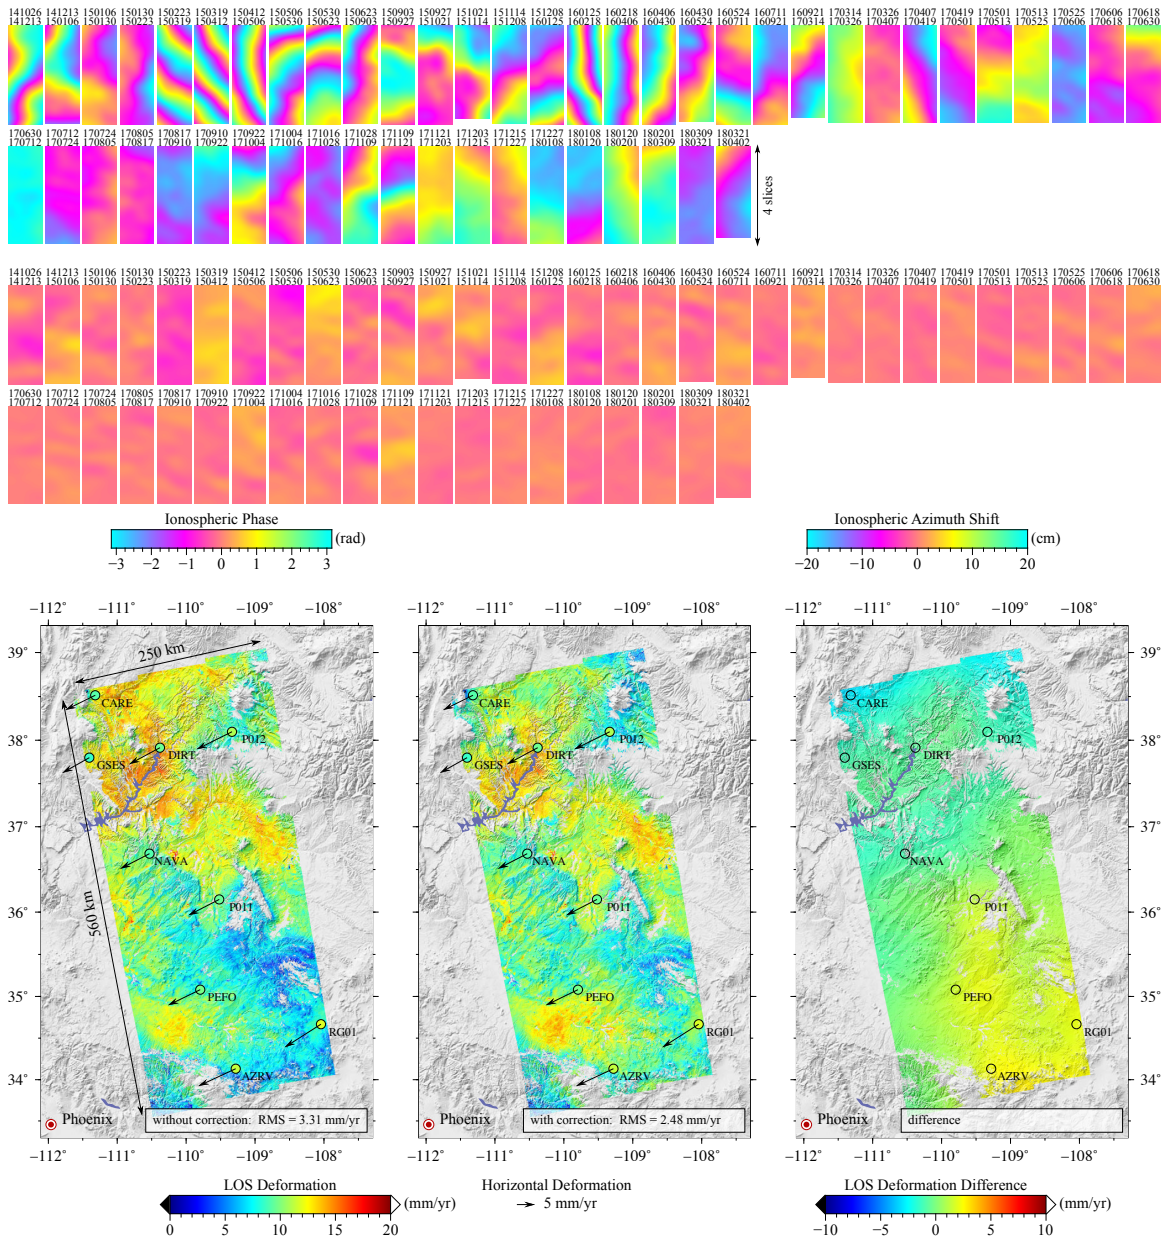 141026 141213 150106 150130 150223 150319 150412 150506 150530 150623 150903 150927 151021 151114 151208 160125 160218 160406 160430 160524 160711 160921 170314 170326 170407 170419 170501 170513 170525 170606 170618
141213 150106 150130 150223 150319 150412 150506 150530 150623 150903 150927 151021 151114 151208 160125 160218 160406 160430 160524 160711 160921 170314 170326 170407 170419 170501 170513 170525 170606 170618 170630
170630 170712 170724 170805 170817 170910 170922 171004 171016 171028 171109 171121 171203 171215 171227 180108 180120 180201 180309 180321
170712 170724 170805 170817 170910 170922 171004 171016 171028 171109 171121 171203 171215 171227 180108 180120 180201 180309 180321 180402
4 slices
141026 141213 150106 150130 150223 150319 150412 150506 150530 150623 150903 150927 151021 151114 151208 160125 160218 160406 160430 160524 160711 160921 170314 170326 170407 170419 170501 170513 170525 170606 170618
141213 150106 150130 150223 150319 150412 150506 150530 150623 150903 150927 151021 151114 151208 160125 160218 160406 160430 160524 160711 160921 170314 170326 170407 170419 170501 170513 170525 170606 170618 170630
170630 170712 170724 170805 170817 170910 170922 171004 171016 171028 171109 171121 171203 171215 171227 180108 180120 180201 180309 180321
170712 170724 170805 170817 170910 170922 171004 171016 171028 171109 171121 171203 171215 171227 180108 180120 180201 180309 180321 180402
Ionospheric Phase
(rad)
−3 −2 −1 0 1 2 3
Ionospheric Azimuth Shift
(cm)
−20 −10 0 10 20
−112˚ −111˚ −110˚ −109˚ −108˚
−112˚ −111˚ −110˚ −109˚ −108˚
−112˚ −111˚ −110˚ −109˚ −108˚
39˚
38˚
37˚
36˚
35˚
34˚
250 km
560 km
CARE
P012
DIRT
GSES
NAVA
P011
PEFO
RG01
AZRV
Phoenix
without correction: RMS = 3.31 mm/yr
CARE
P012
DIRT
GSES
NAVA
P011
PEFO
RG01
AZRV
Phoenix
with correction: RMS = 2.48 mm/yr
CARE
P012
DIRT
GSES
NAVA
P011
PEFO
RG01
AZRV
Phoenix
difference
39˚
38˚
37˚
36˚
35˚
34˚
−112˚ −111˚ −110˚ −109˚ −108˚
−112˚ −111˚ −110˚ −109˚ −108˚
−112˚ −111˚ −110˚ −109˚ −108˚
LOS Deformation
(mm/yr)
0 5 10 15 20
Horizontal Deformation
5 mm/yr
LOS Deformation Difference
(mm/yr)
−10 −5 0 5 10